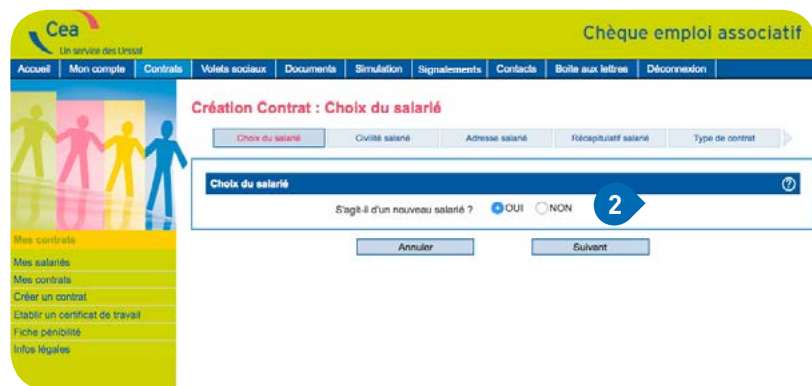 Cea
Un service des Urssaf
Chèque emploi associatif
Accueil Mon compte Contrats Volets sociaux Documents Simulation Signalements Contacts Boîte aux lettres Déconnexion
Création Contrat : Choix du salarié
Choix du salarié Civilité salarié Adresse salarié Récapitulatif salarié Type de contrat
Choix du salarié ?
S'agit-il d'un nouveau salarié ? OUI NON 2
Annuler Suivant
Mes contrats
Mes salariés
Mes contrats
Créer un contrat
Etablir un certificat de travail
Fiche pénibilité
Infos légales